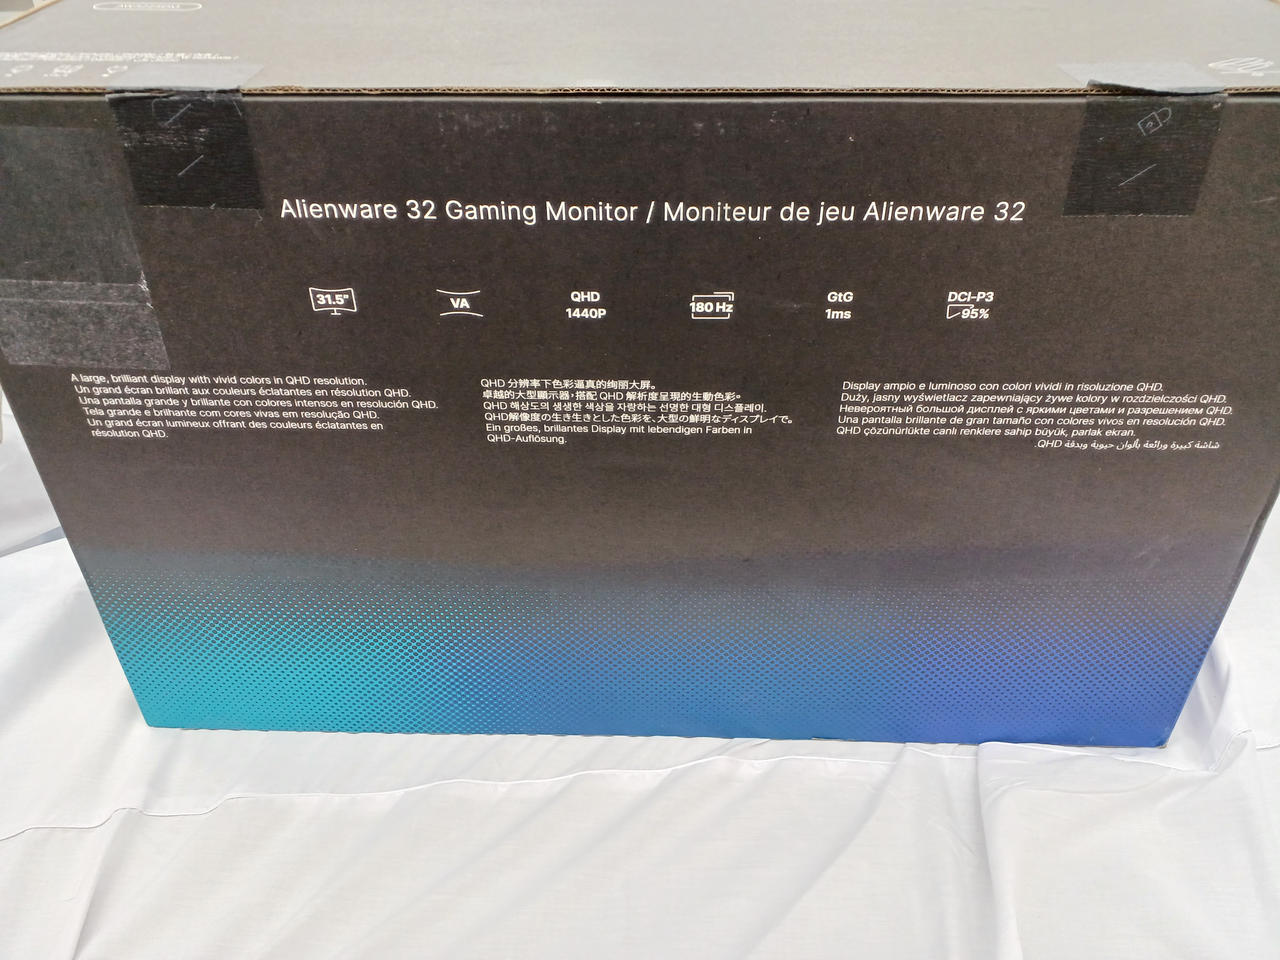 Alienware 32 Gaming Monitor / Moniteur de jeu Alienware 32
31.5"
VA
QHD
1440P
180 Hz
GtG
1ms
DCI-P3
95%
A large, brilliant display with vivid colors in QHD resolution.
Un grand écran brillant aux couleurs éclatantes en résolution QHD.
Una pantalla grande y brillante con colores intensos en resolución QHD.
Tela grande e brilhante com cores vivas em resolução QHD.
Un grand écran lumineux offrant des couleurs éclatantes en
résolution QHD.
QHD 分辨率下色彩逼真的绚丽大屏。
卓越的大型顯示器，搭配 QHD 解析度呈現的生動色彩。
QHD 해상도의 생생한 색상을 자랑하는 선명한 대형 디스플레이.
QHD解像度の生き生きとした色彩を、大型の鮮明なディスプレイで。
Ein großes, brillantes Display mit lebendigen Farben in
QHD-Auflösung.
Display ampio e luminoso con colori vividi in risoluzione QHD.
Duży, jasny wyświetlacz zapewniający żywe kolory w rozdzielczości QHD.
Невероятный большой дисплей с яркими цветами и разрешением QHD.
Una pantalla brillante de gran tamaño con colores vivos en resolución QHD.
QHD çözünürlükte canlı renklere sahip büyük, parlak ekran.
شاشة كبيرة ورائعة بألوان حيوية وبدقة QHD.